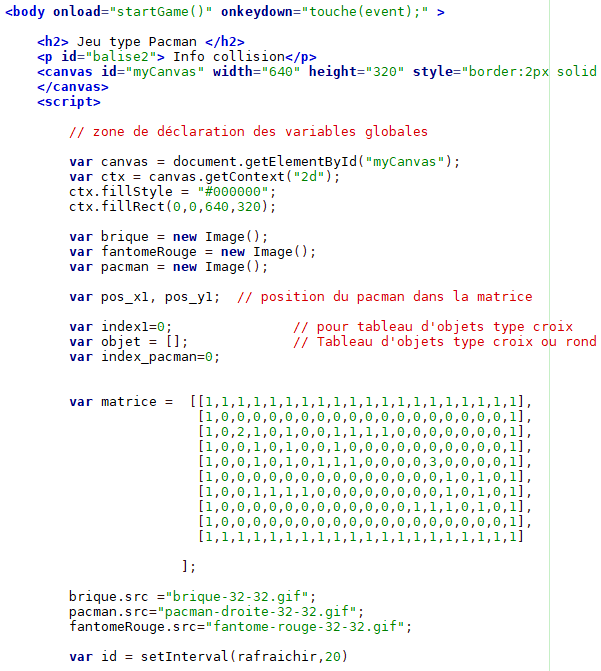 <body onload="startGame()" onkeydown="touche(event);" >
<h2> Jeu type Pacman </h2>
<p id="balise2"> Info collision</p>
<canvas id="myCanvas" width="640" height="320" style="border:2px solid
</canvas>
<script>
// zone de déclaration des variables globales
var canvas = document.getElementById("myCanvas");
var ctx = canvas.getContext("2d");
ctx.fillStyle = "#000000";
ctx.fillRect(0,0,640,320);
var brique = new Image();
var fantomeRouge = new Image();
var pacman = new Image();
var pos_x1, pos_y1;  // position du pacman dans la matrice
var index1=0;               // pour tableau d'objets type croix
var objet = [];             // Tableau d'objets type croix ou rond
var index_pacman=0;
var matrice =  [[1,1,1,1,1,1,1,1,1,1,1,1,1,1,1,1,1,1,1,1],
[1,0,0,0,0,0,0,0,0,0,0,0,0,0,0,0,0,0,0,1],
[1,0,2,1,0,1,0,0,1,1,1,1,0,0,0,0,0,0,0,1],
[1,0,0,1,0,1,0,0,1,0,0,0,0,0,0,0,0,0,0,1],
[1,0,0,1,0,1,0,1,1,1,0,0,0,0,3,0,0,0,0,1],
[1,0,0,0,0,0,0,0,0,0,0,0,0,0,0,1,0,1,0,1],
[1,0,0,1,1,1,1,0,0,0,0,0,0,0,0,1,0,1,0,1],
[1,0,0,0,0,0,0,0,0,0,0,0,0,1,1,1,0,1,0,1],
[1,0,0,0,0,0,0,0,0,0,0,0,0,0,0,0,0,0,0,1],
[1,1,1,1,1,1,1,1,1,1,1,1,1,1,1,1,1,1,1,1]
];
brique.src ="brique-32-32.gif";
pacman.src="pacman-droite-32-32.gif";
fantomeRouge.src="fantome-rouge-32-32.gif";
var id = setInterval(rafraichir,20)